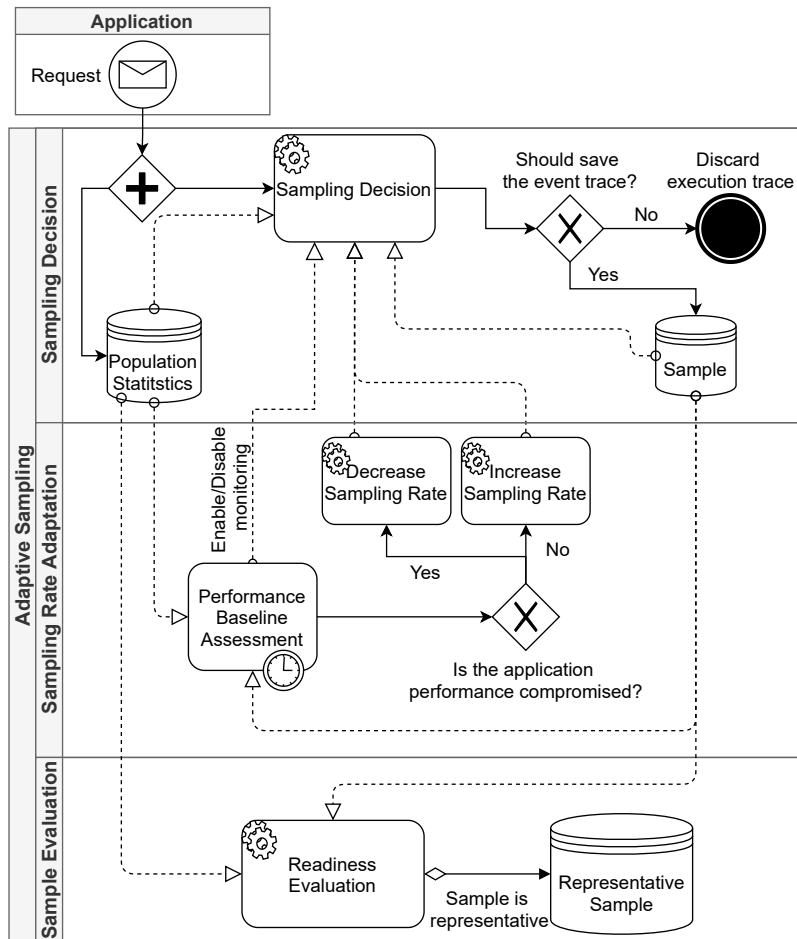 Application
Request
Adaptive Sampling
Sampling Decision
Sampling Decision
Should save
the event trace?
Discard
execution trace
No
Yes
Population
Statitstics
Sample
Sampling Rate Adaptation
Enable/Disable
monitoring
Decrease
Sampling Rate
Increase
Sampling Rate
Yes
No
Performance
Baseline
Assessment
Is the application
performance compromised?
Sample Evaluation
Readiness
Evaluation
Sample is
representative
Representative
Sample